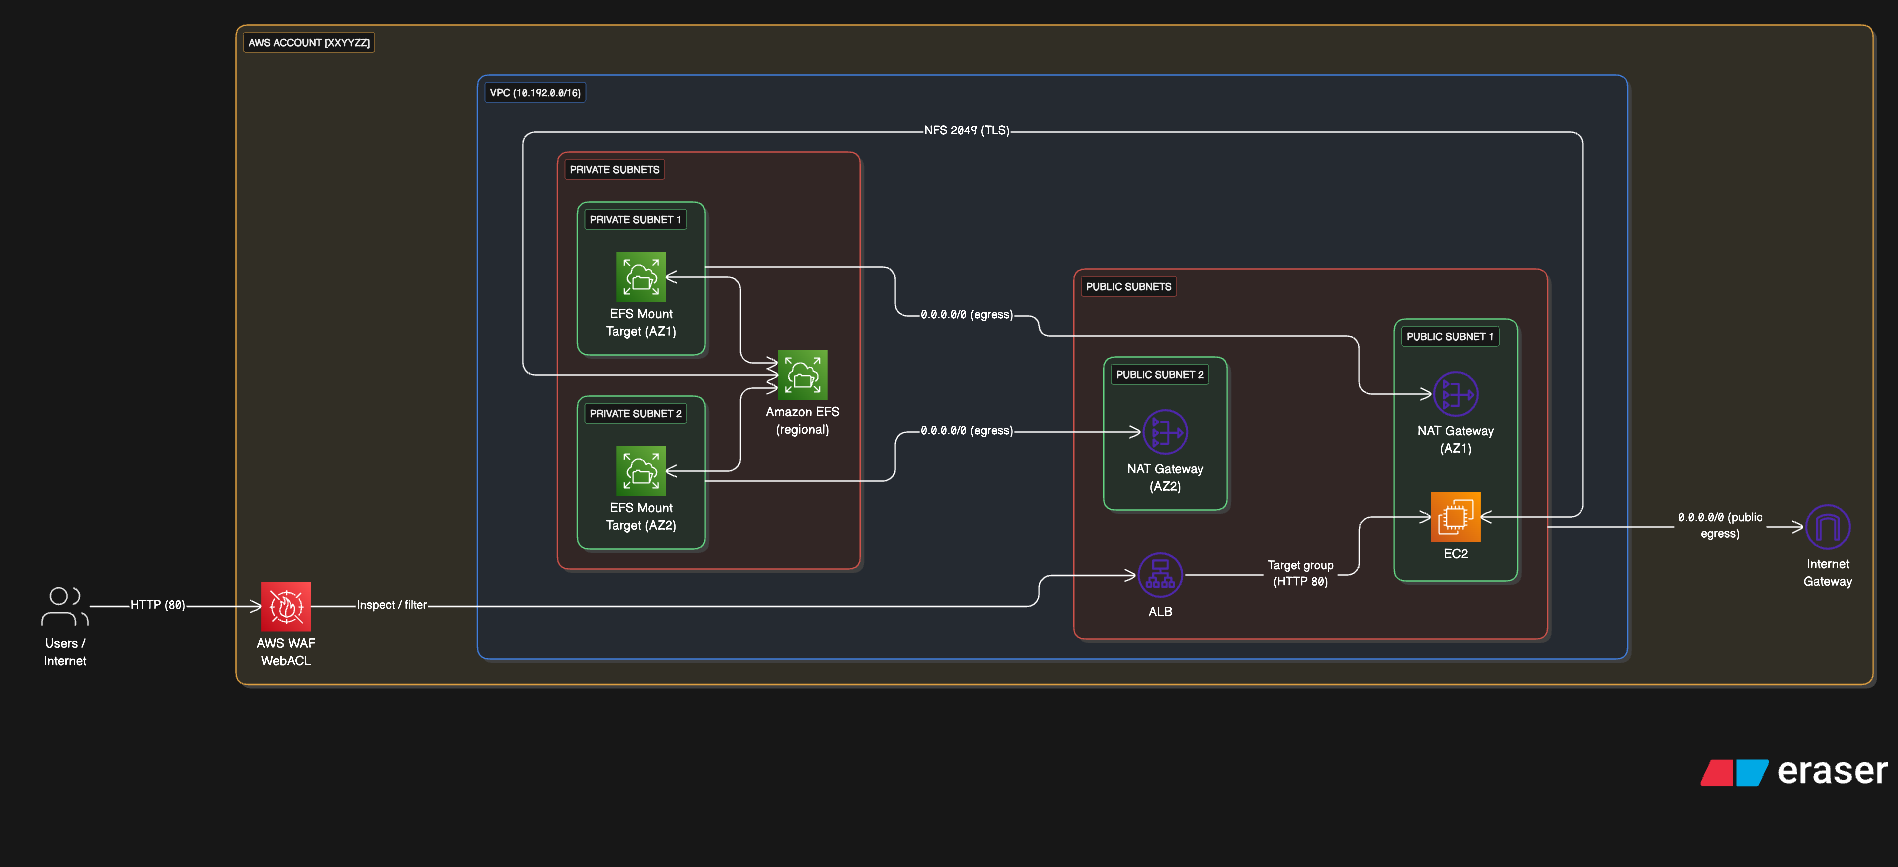 AWS ACCOUNT [XXYYZZ]
VPC (10.192.0.0/16)
NFS 2049 (TLS)
PRIVATE SUBNETS
PRIVATE SUBNET 1
EFS Mount
Target (AZ1)
PRIVATE SUBNET 2
EFS Mount
Target (AZ2)
Amazon EFS
(regional)
0.0.0.0/0 (egress)
0.0.0.0/0 (egress)
PUBLIC SUBNETS
PUBLIC SUBNET 2
NAT Gateway
(AZ2)
PUBLIC SUBNET 1
NAT Gateway
(AZ1)
EC2
ALB
Target group
(HTTP 80)
0.0.0.0/0 (public
egress)
Internet
Gateway
Users /
Internet
HTTP (80)
AWS WAF
WebACL
Inspect / filter
eraser